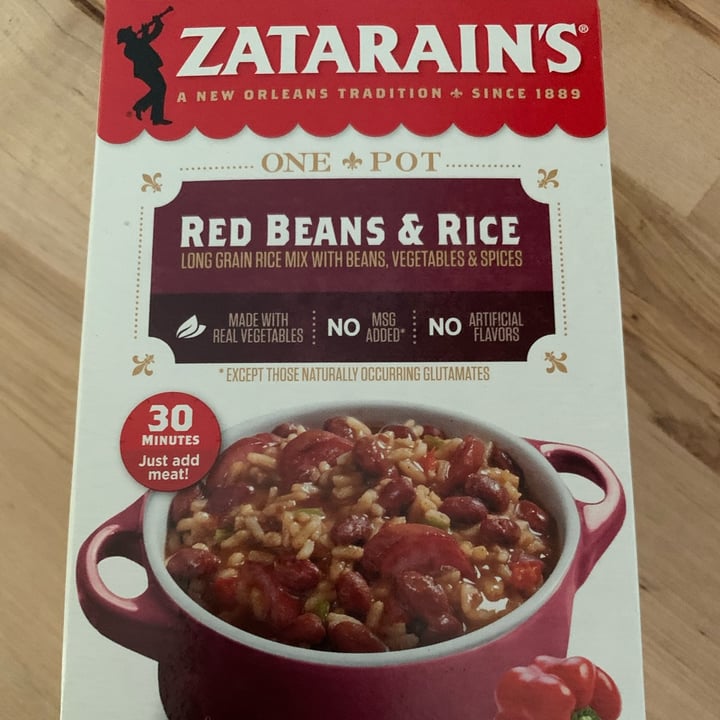 ZATARAIN'S®
A NEW ORLEANS TRADITION ⚜ SINCE 1889
ONE ⚜ POT
RED BEANS & RICE
LONG GRAIN RICE MIX WITH BEANS, VEGETABLES & SPICES
MADE WITH
REAL VEGETABLES
NO MSG
ADDED*
NO ARTIFICIAL
FLAVORS
*EXCEPT THOSE NATURALLY OCCURRING GLUTAMATES
30
MINUTES
Just add
meat!